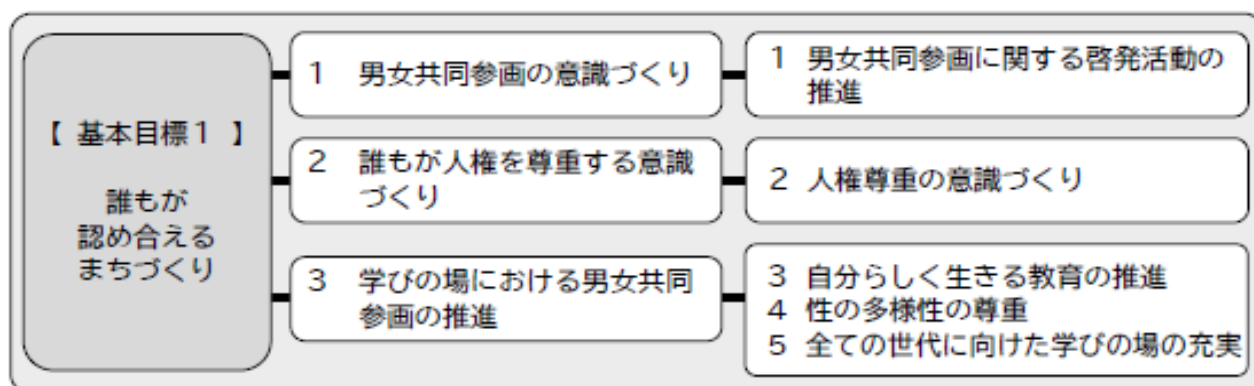 【 基本目標１ 】
誰もが
認め合える
まちづくり
１ 男女共同参画の意識づくり
１ 男女共同参画に関する啓発活動の
推進
２ 誰もが人権を尊重する意識
づくり
２ 人権尊重の意識づくり
３ 学びの場における男女共同
参画の推進
３ 自分らしく生きる教育の推進
４ 性の多様性の尊重
５ 全ての世代に向けた学びの場の充実